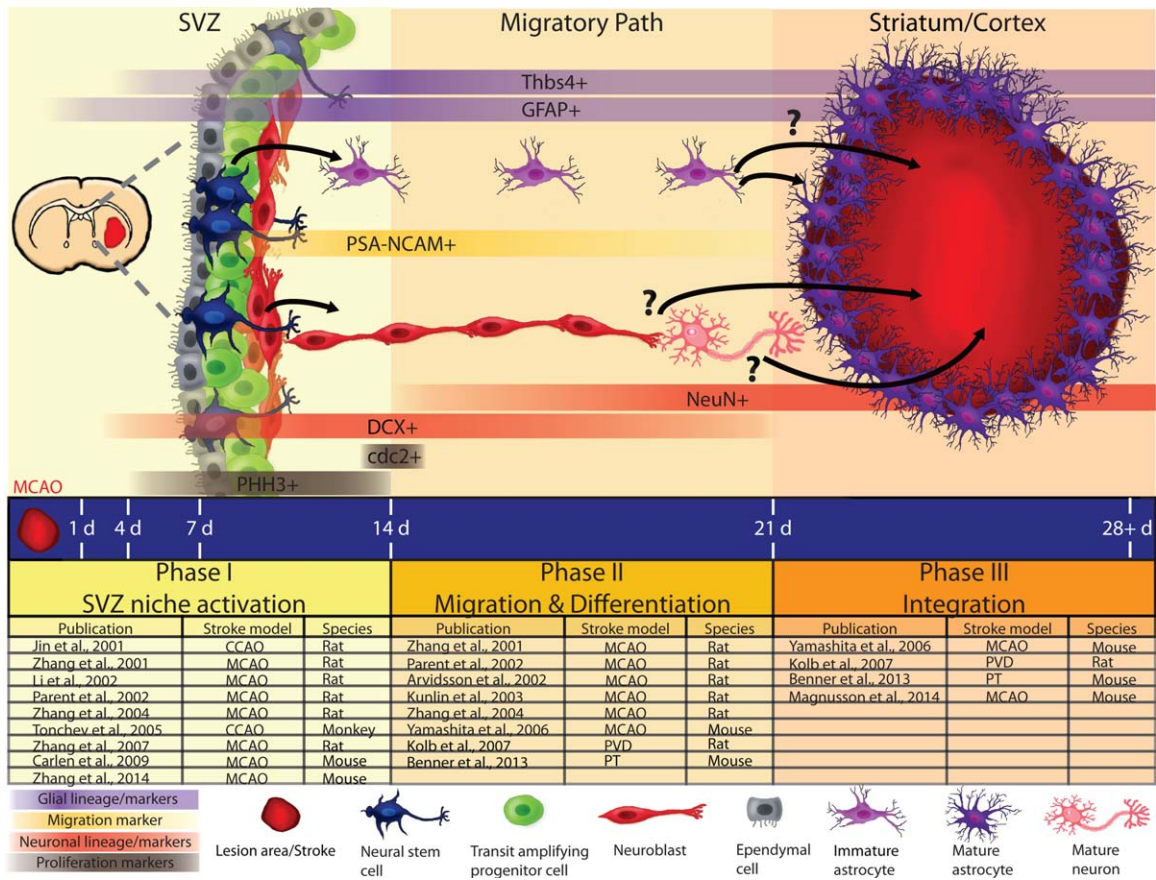 SVZ Migratory Path Striatum/Cortex
Thbs4+
GFAP+
?
PSA-NCAM+
?
?
NeuN+
DCX+
cdc2+
PHH3+
MCAO
1 d 4 d 7 d 14 d 21 d 28+ d
Phase I Phase II Phase III
SVZ niche activation Migration & Differentiation Integration
Publication Stroke model Species Publication Stroke model Species Publication Stroke model Species
Jin et al., 2001 CCAO Rat Zhang et al., 2001 MCAO Rat Yamashita et al., 2006 MCAO Mouse
Zhang et al., 2001 MCAO Rat Parent et al., 2002 MCAO Rat Kolb et al., 2007 PVD Rat
Li et al., 2002 MCAO Rat Arvidsson et al., 2002 MCAO Rat Benner et al., 2013 PT Mouse
Parent et al., 2002 MCAO Rat Kunlin et al., 2003 MCAO Rat Magnusson et al., 2014 MCAO Mouse
Zhang et al., 2004 MCAO Rat Zhang et al., 2004 MCAO Rat
Tonchev et al., 2005 CCAO Monkey Yamashita et al., 2006 MCAO Mouse
Zhang et al., 2007 MCAO Rat Kolb et al., 2007 PVD Rat
Carlen et al., 2009 MCAO Mouse Benner et al., 2013 PT Mouse
Zhang et al., 2014 MCAO Mouse
Glial lineage/markers
Migration marker
Neuronal lineage/markers
Proliferation markers
Lesion area/Stroke
Neural stem
cell
Transit amplifying
progenitor cell
Neuroblast
Ependymal
cell
Immature
astrocyte
Mature
astrocyte
Mature
neuron